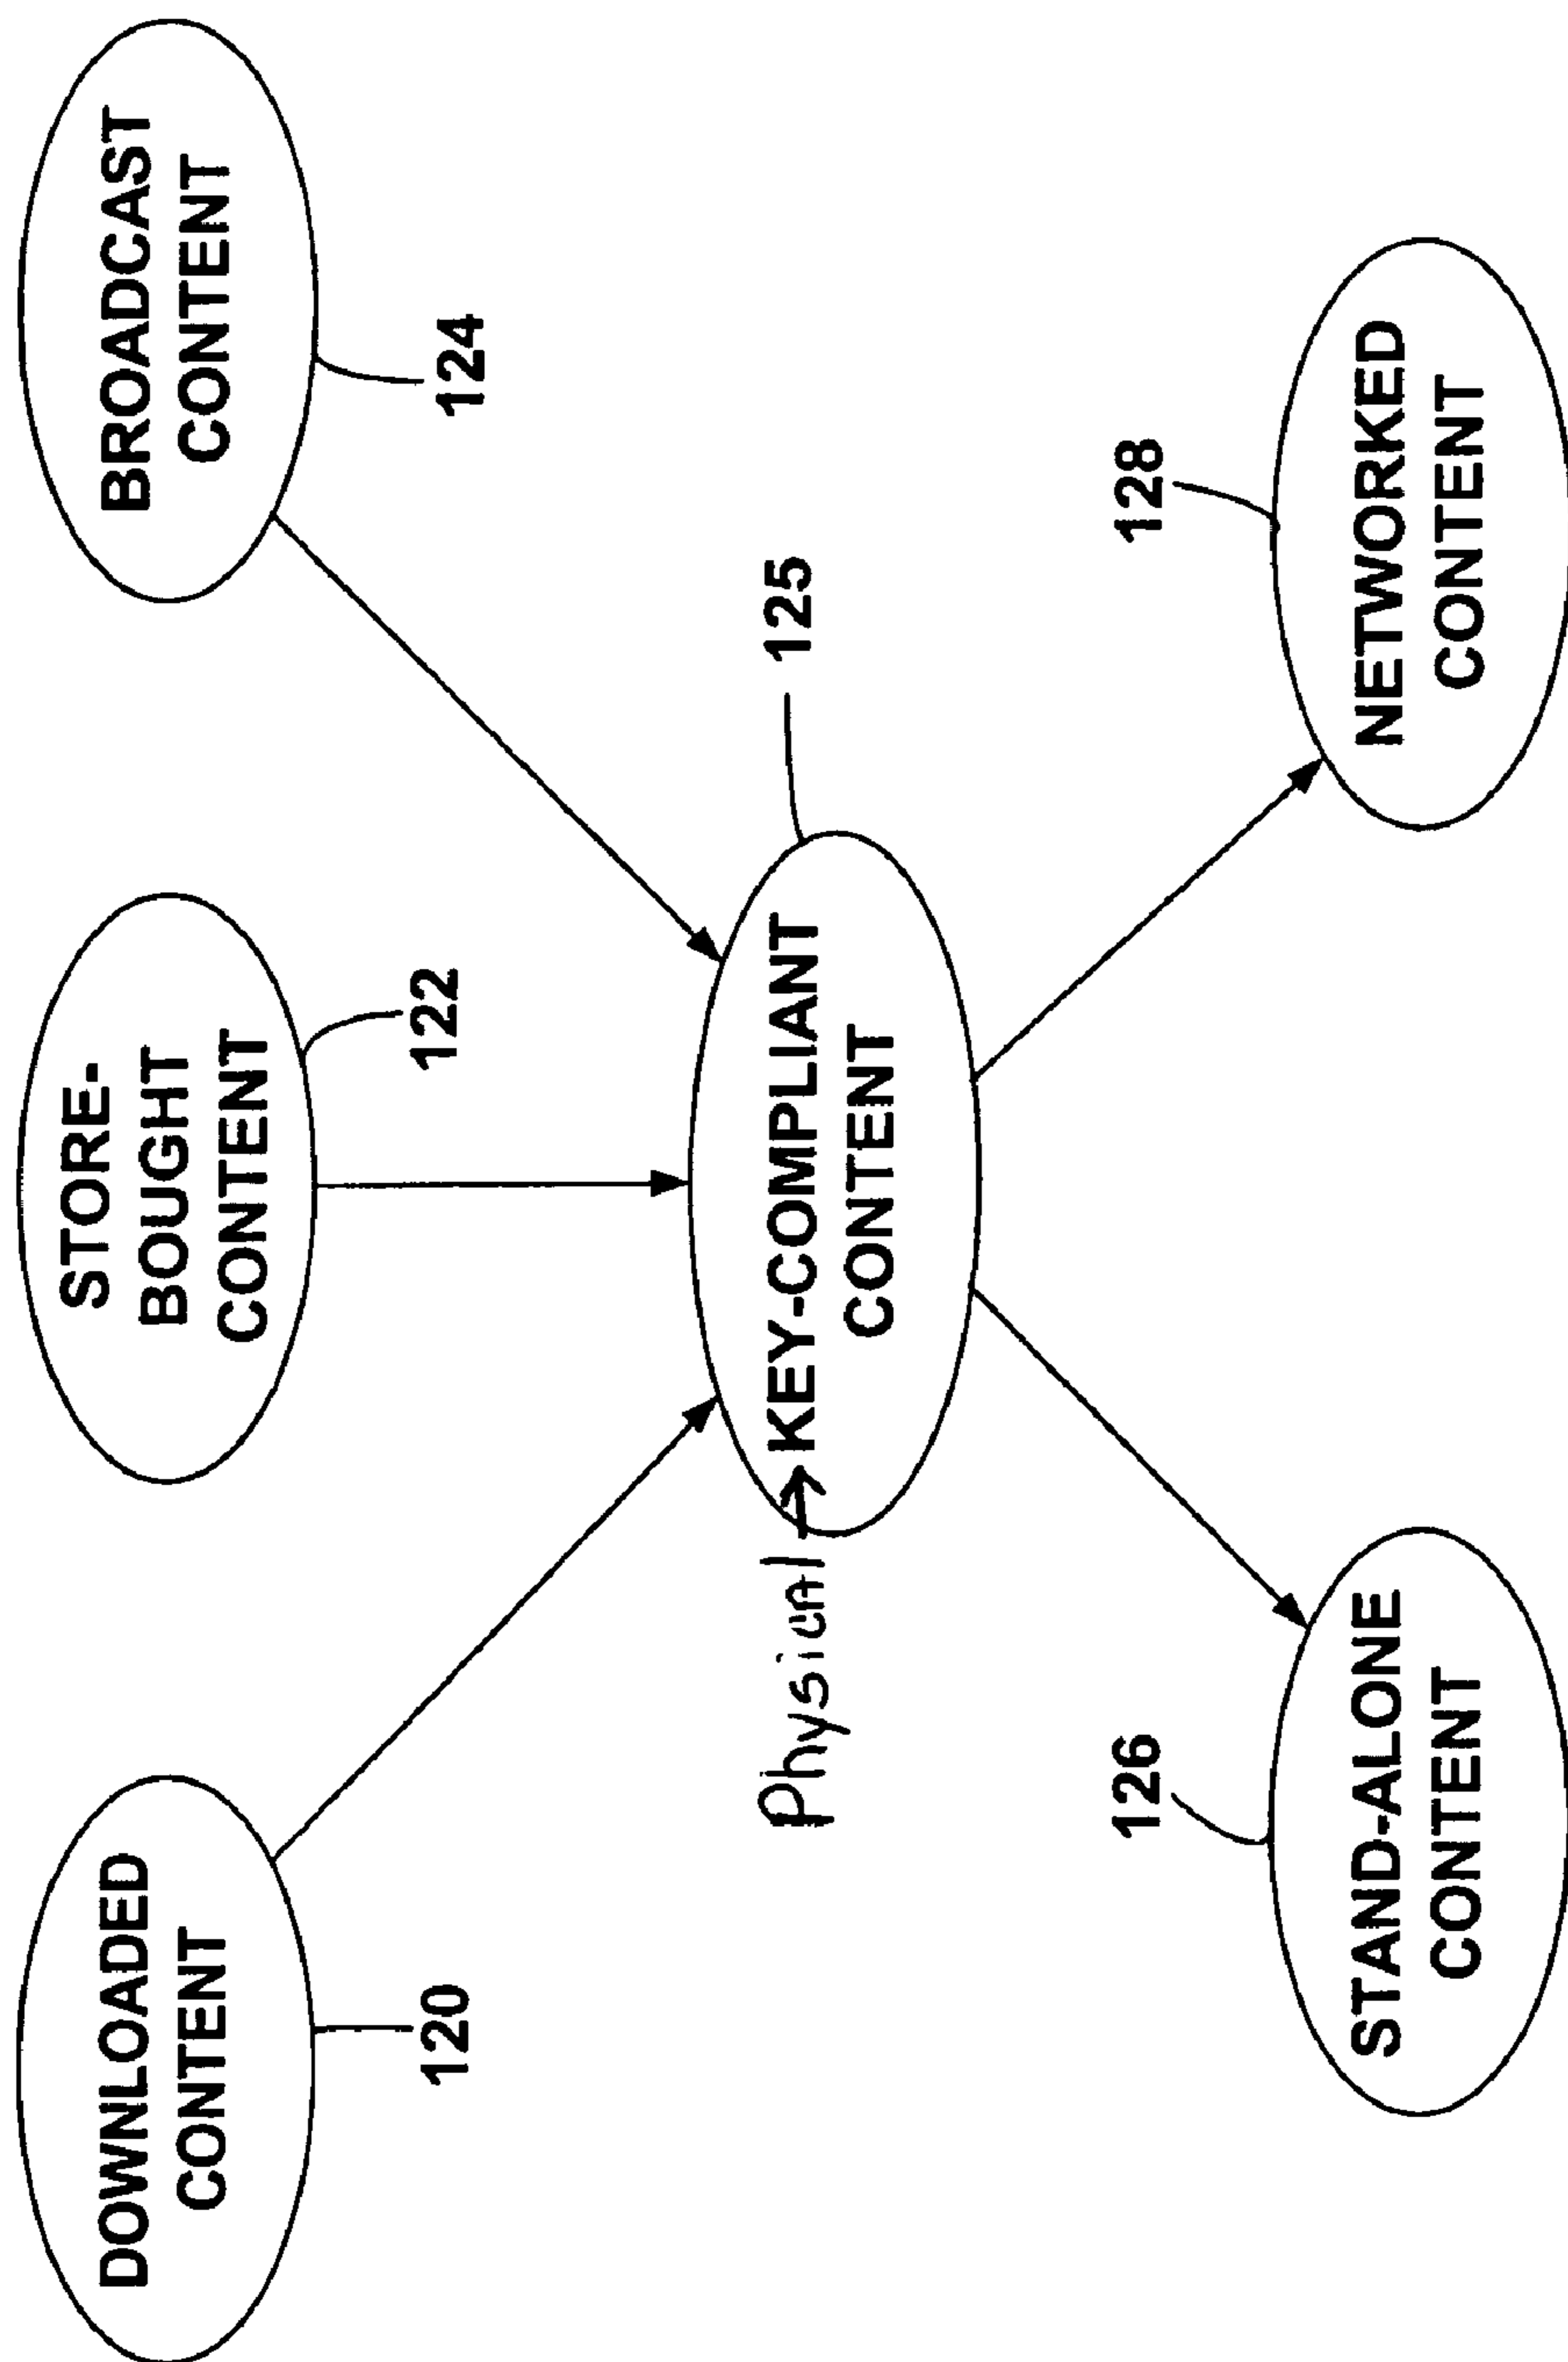 DOWNLOADED
CONTENT
120
STORE-
BOUGHT
CONTENT
122
BROADCAST
CONTENT
124
Physical
KEY-COMPLIANT
CONTENT
125
STAND-ALONE
CONTENT
126
NETWORKED
CONTENT
128